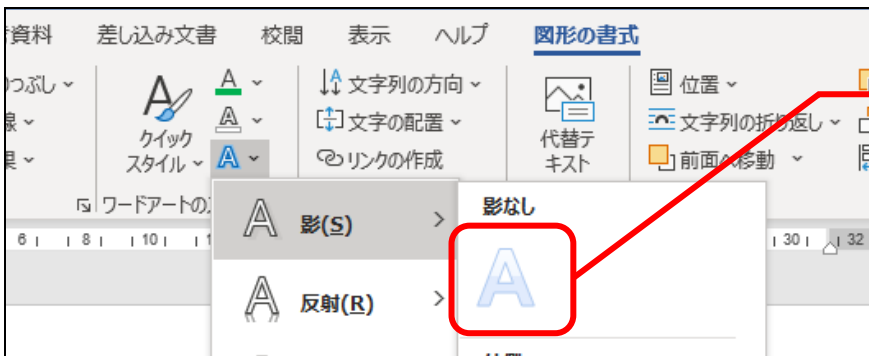 資料 差し込み文書 校閲 表示 ヘルプ 図形の書式
つぶし
クイック
スタイル
A
A
A
文字列の方向
文字の配置
リンクの作成
代替テ
キスト
位置
文字列の折り返し
前面へ移動
ワードアートの
6 8 10 30 32
影(S)
反射(R)
影なし
A